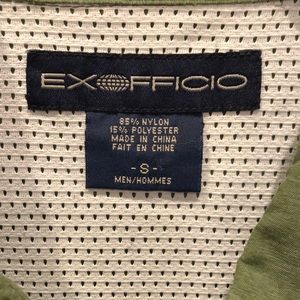 EXOFFICIO
85% NYLON
15% POLYESTER
MADE IN CHINA
FAIT EN CHINE
-S-
MEN/HOMMES